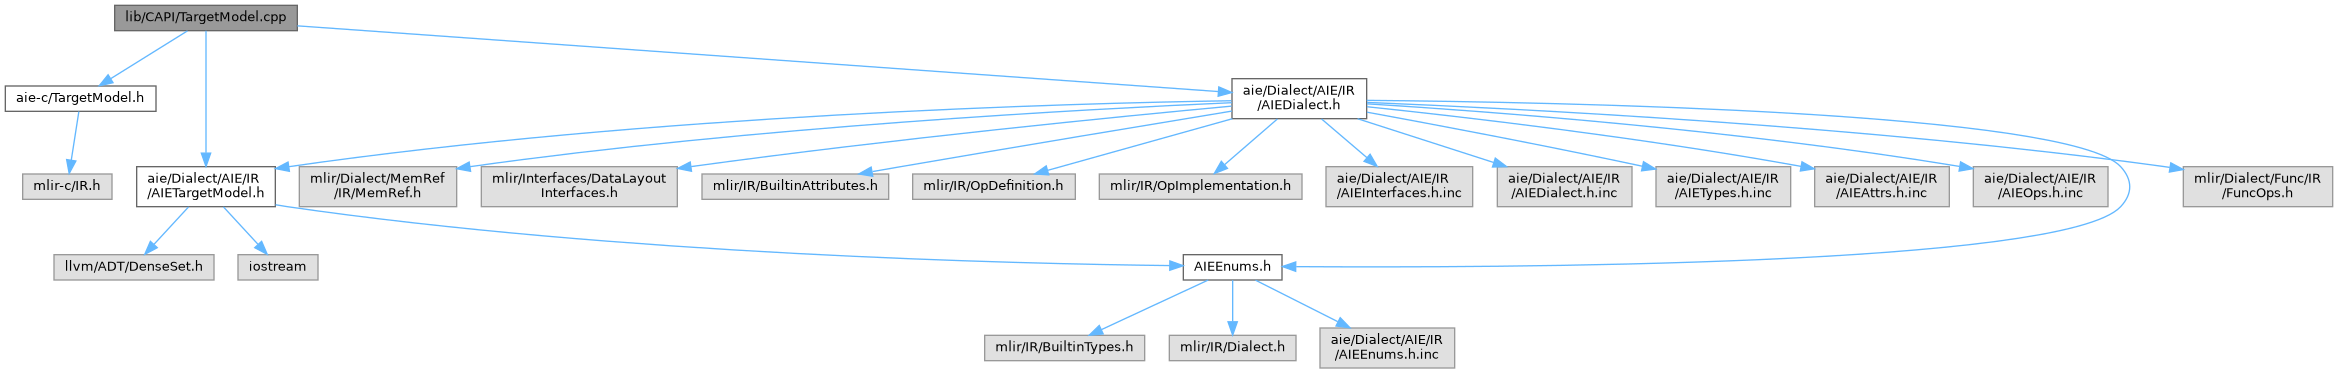 lib/CAPI/TargetModel.cpp
aie-c/TargetModel.h
aie/Dialect/AIE/IR
/AIEDialect.h
mlir-c/IR.h
aie/Dialect/AIE/IR
/AIETargetModel.h
mlir/Dialect/MemRef
/IR/MemRef.h
mlir/Interfaces/DataLayout
Interfaces.h
mlir/IR/BuiltinAttributes.h
mlir/IR/OpDefinition.h
mlir/IR/OpImplementation.h
aie/Dialect/AIE/IR
/AIEInterfaces.h.inc
aie/Dialect/AIE/IR
/AIEDialect.h.inc
aie/Dialect/AIE/IR
/AIETypes.h.inc
aie/Dialect/AIE/IR
/AIEAttrs.h.inc
aie/Dialect/AIE/IR
/AIEOps.h.inc
mlir/Dialect/Func/IR
/FuncOps.h
llvm/ADT/DenseSet.h
iostream
AIEEnums.h
mlir/IR/BuiltinTypes.h
mlir/IR/Dialect.h
aie/Dialect/AIE/IR
/AIEEnums.h.inc